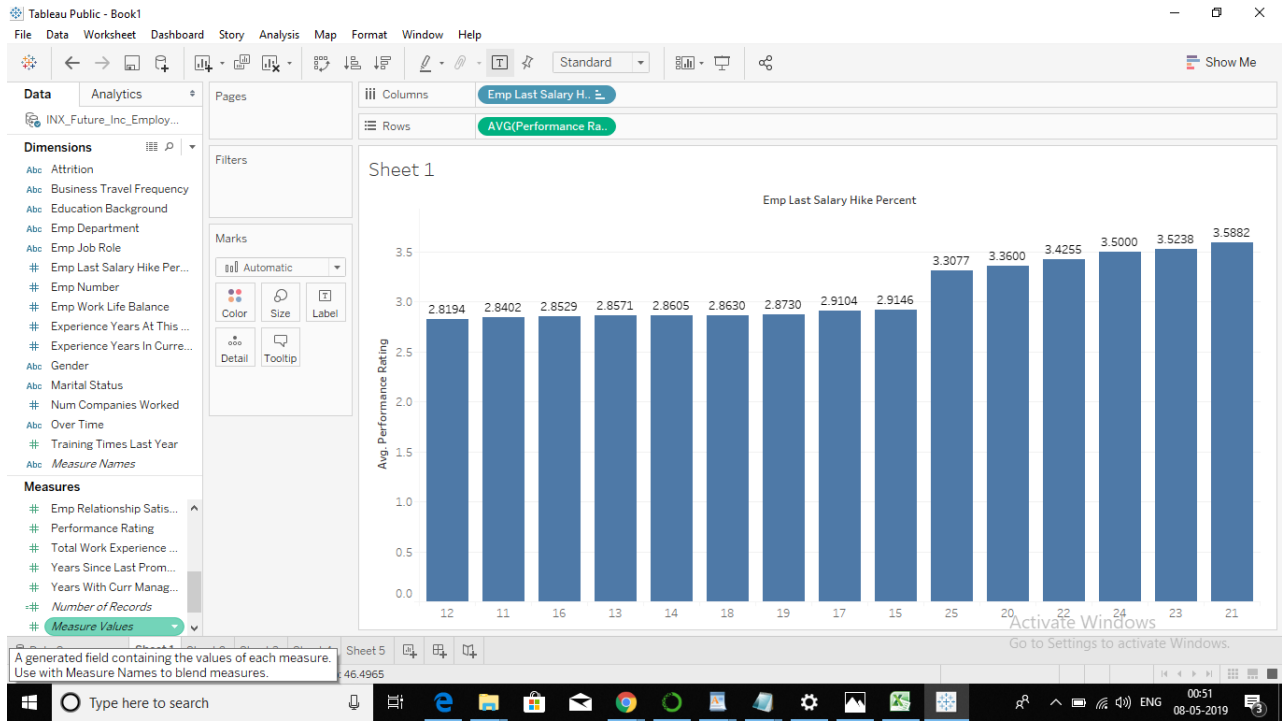 Tableau Public - Book1
File Data Worksheet Dashboard Story Analysis Map Format Window Help
Standard
Show Me
Data Analytics
INX_Future_Inc_Employ...
Dimensions
Abc Attrition
Abc Business Travel Frequency
Abc Education Background
Abc Emp Department
Abc Emp Job Role
# Emp Last Salary Hike Per...
# Emp Number
# Emp Work Life Balance
# Experience Years At This ...
# Experience Years In Curre...
Abc Gender
Abc Marital Status
# Num Companies Worked
Abc Over Time
# Training Times Last Year
Abc Measure Names
Measures
# Emp Relationship Satis...
# Performance Rating
# Total Work Experience ...
# Years Since Last Prom...
# Years With Curr Manag...
=# Number of Records
# Measure Values
Pages
Filters
Marks
Automatic
Color Size Label
Detail Tooltip
Columns Emp Last Salary H..
Rows AVG(Performance Ra..
Sheet 1
Emp Last Salary Hike Percent
Avg. Performance Rating
3.5
3.0
2.5
2.0
1.5
1.0
0.5
0.0
2.8194 2.8402 2.8529 2.8571 2.8605 2.8630 2.8730 2.9104 2.9146 3.3077 3.3600 3.4255 3.5000 3.5238 3.5882
12 11 16 13 14 18 19 17 15 25 20 22 24 23 21
Activate Windows
Go to Settings to activate Windows.
Sheet 5
A generated field containing the values of each measure.
Use with Measure Names to blend measures.
46.4965
Type here to search
ENG
00:51
08-05-2019
3